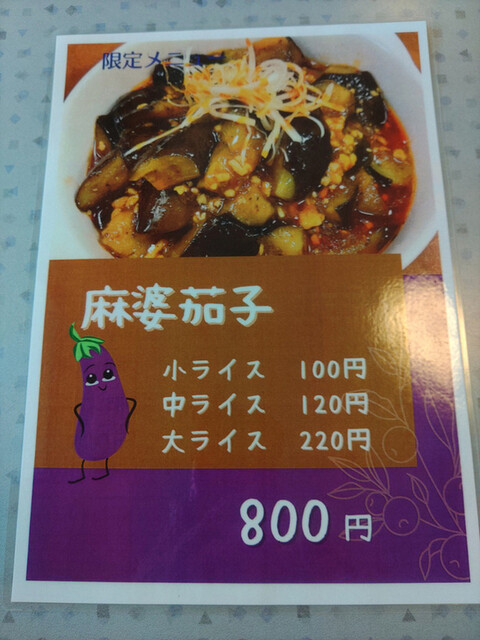 限定メニュー
麻婆茄子
小ライス 100円
中ライス 120円
大ライス 220円
800円